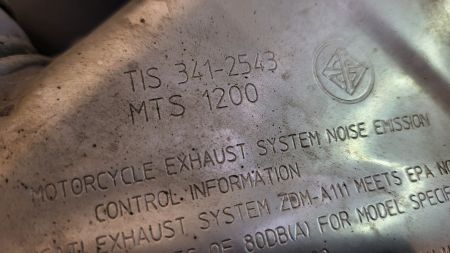 TIS 341-2543
MTS 1200
MOTORCYCLE EXHAUST SYSTEM NOISE EMISSION
CONTROL INFORMATION
EXHAUST SYSTEM ZDM-A111 MEETS EPA
OF 80DB(A) FOR MODEL